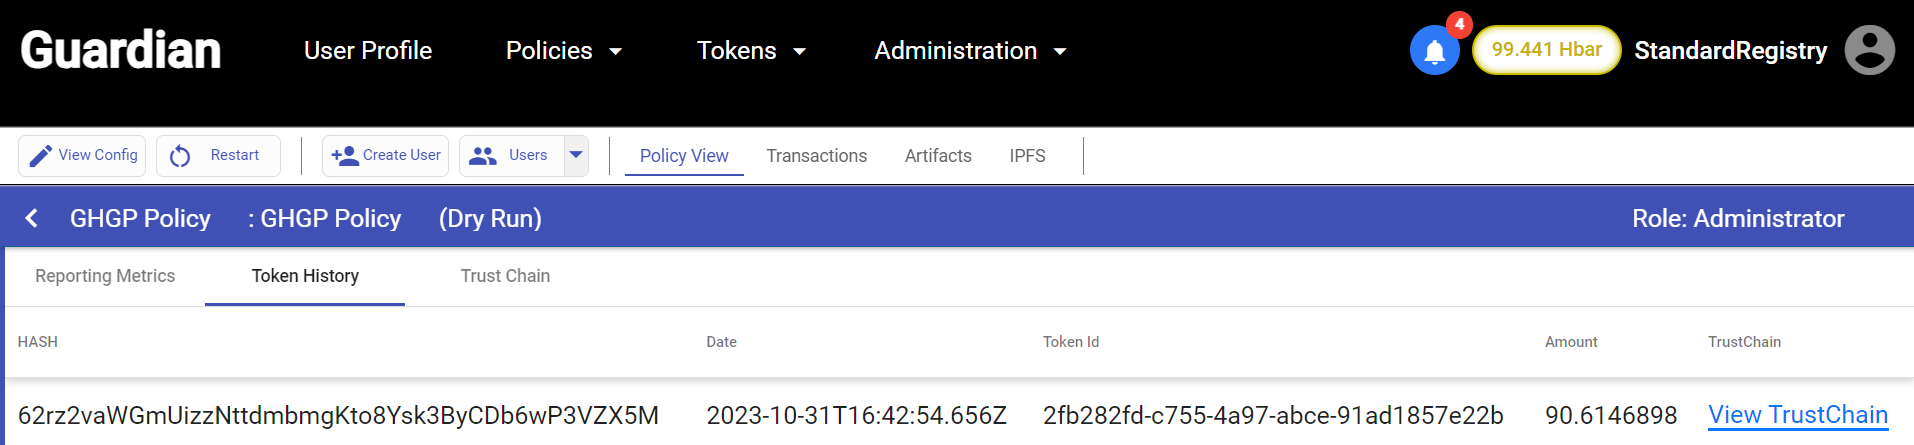 Guardian User Profile Policies Tokens Administration 4 99.441 Hbar StandardRegistry
View Config Restart Create User Users Policy View Transactions Artifacts IPFS
GHGP Policy : GHGP Policy (Dry Run) Role: Administrator
Reporting Metrics Token History Trust Chain
HASH Date Token Id Amount TrustChain
62rz2vaWGmUizzNttdmbmgKto8Ysk3ByCDb6wP3VZX5M 2023-10-31T16:42:54.656Z 2fb282fd-c755-4a97-abce-91ad1857e22b 90.6146898 View TrustChain